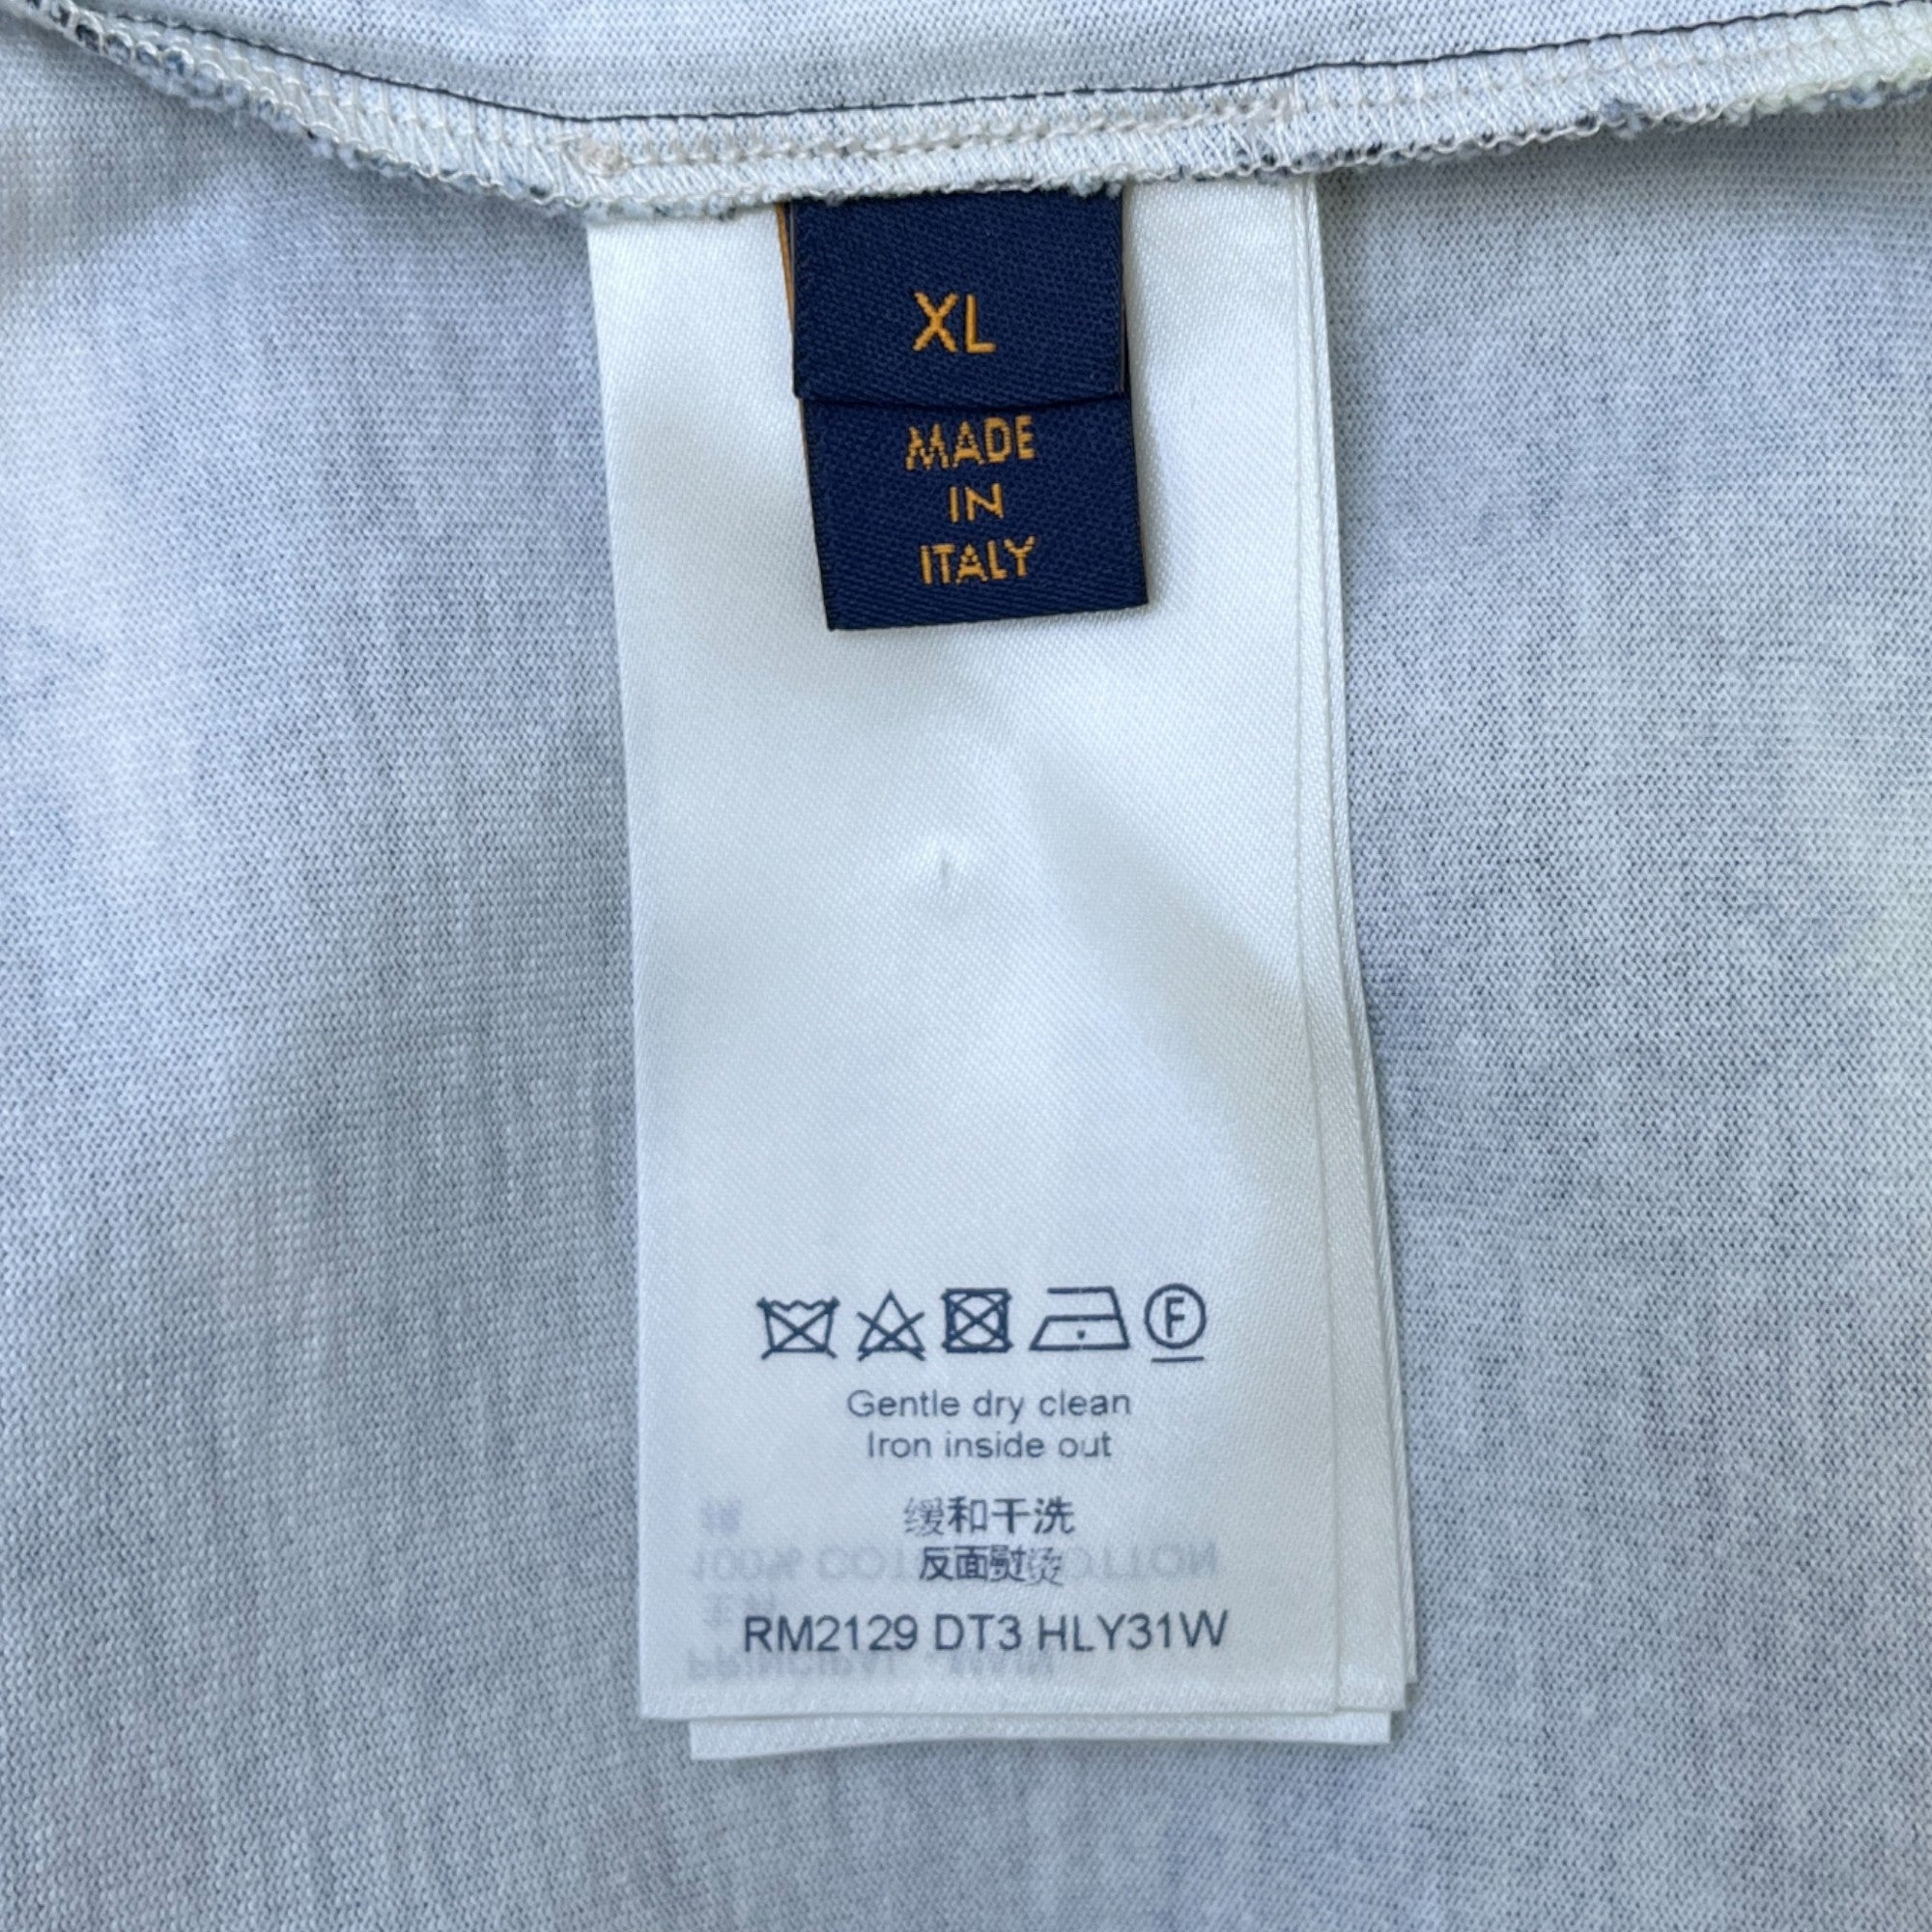 XL
MADE
IN
ITALY
F
Gentle dry clean
Iron inside out
缓和干洗
反面熨烫
RM2129 DT3 HLY31W